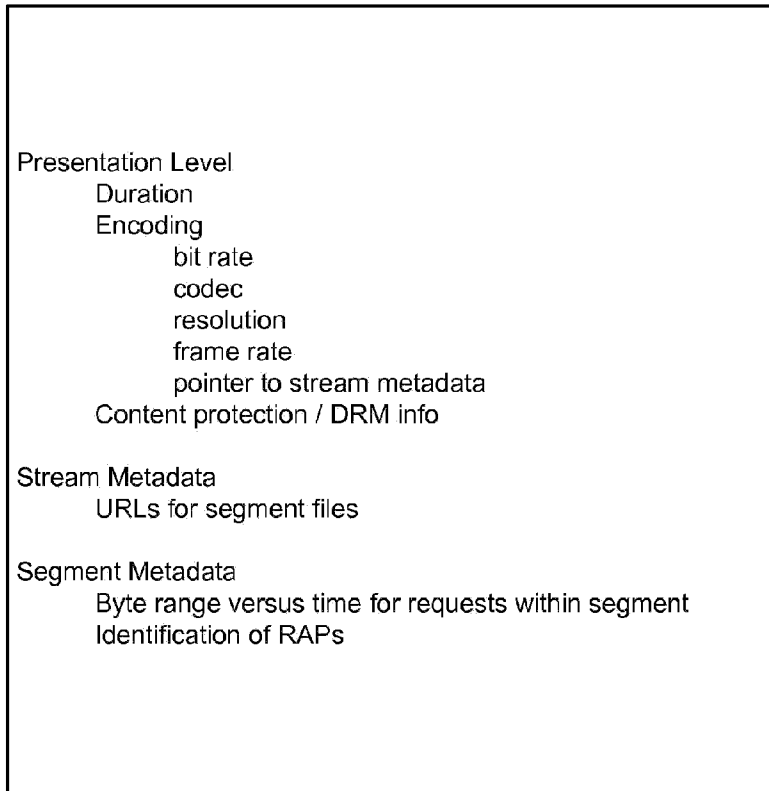 Presentation Level
Duration
Encoding
bit rate
codec
resolution
frame rate
pointer to stream metadata
Content protection / DRM info
Stream Metadata
URLs for segment files
Segment Metadata
Byte range versus time for requests within segment
Identification of RAPs